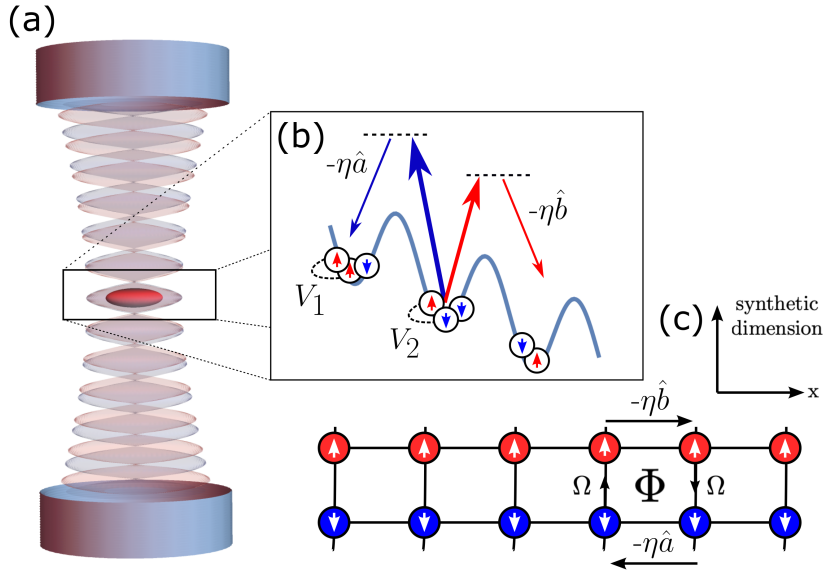 (a)
(b)
-ηâ
-ηb̂
V₁
V₂
(c)
synthetic
dimension
x
-ηb̂
Ω
Φ
Ω
-ηâ